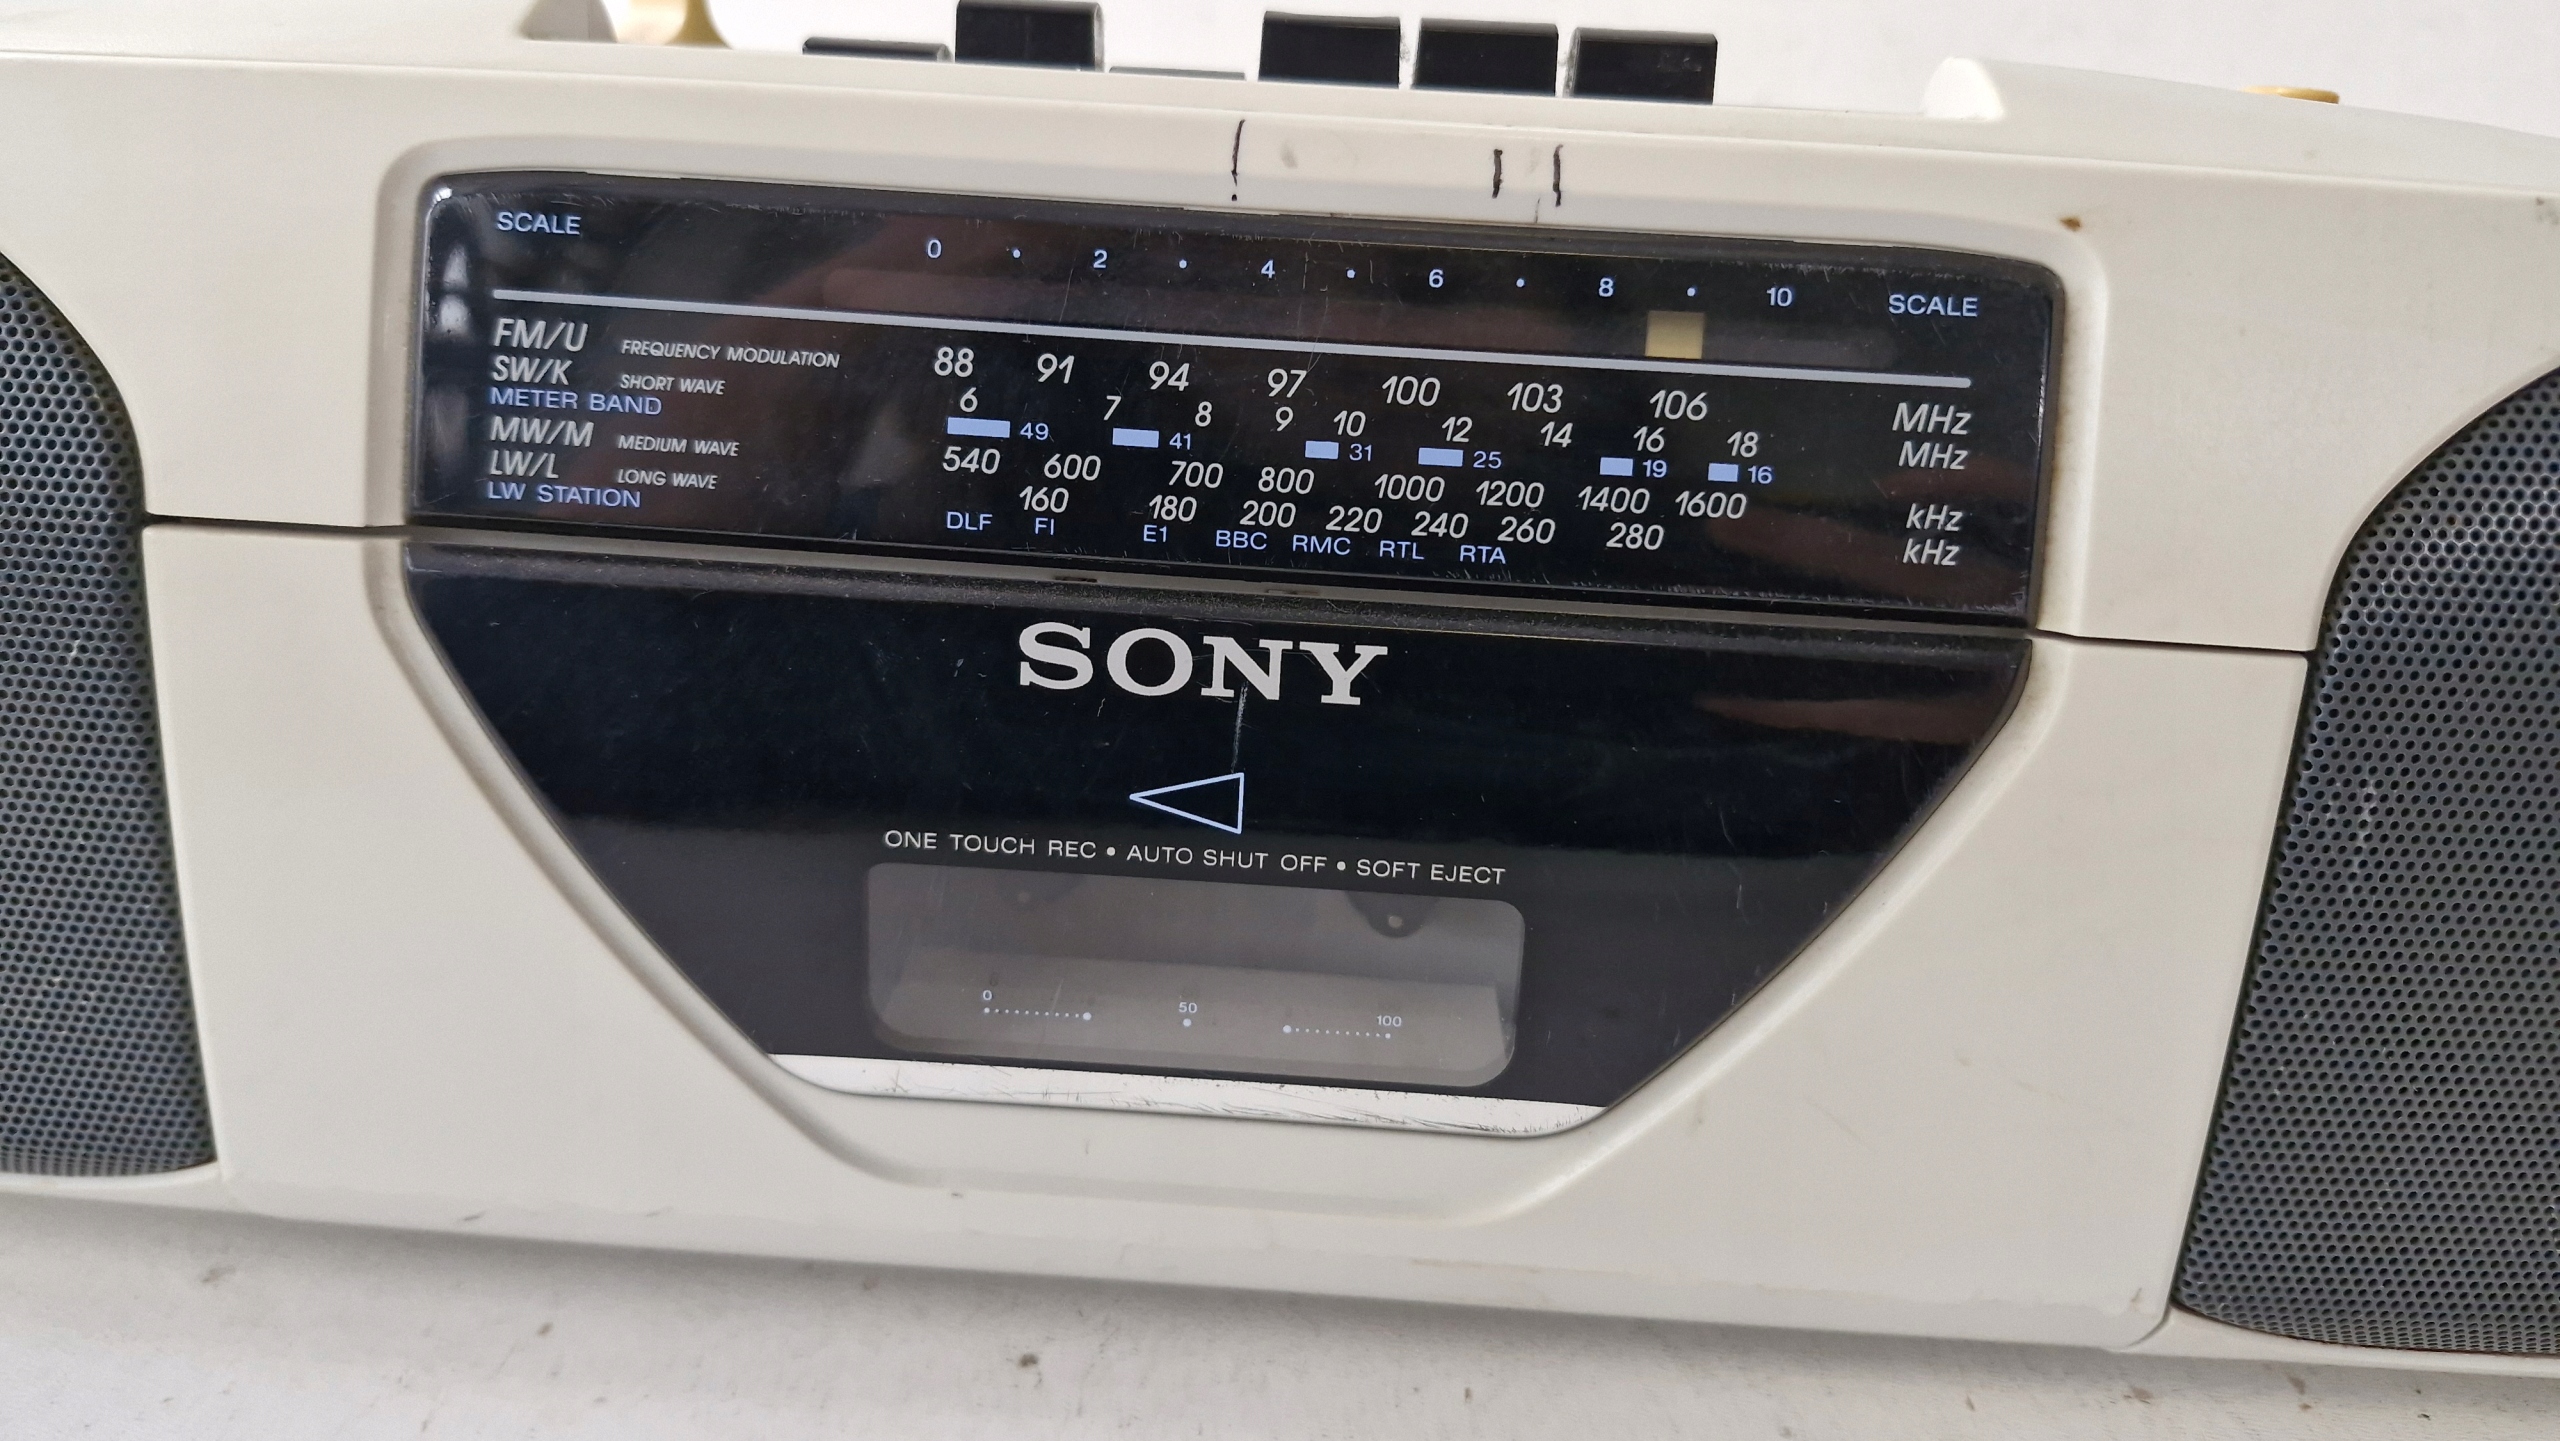 SCALE 0 • 2 • 4 • 6 • 8 • 10 SCALE
FM/U FREQUENCY MODULATION 88 91 94 97 100 103 106 MHz
SW/K SHORT WAVE 6 7 8 9 10 12 14 16 18 MHz
METER BAND 49 41 31 25 19 16
MW/M MEDIUM WAVE 540 600 700 800 1000 1200 1400 1600 kHz
LW/L LONG WAVE 160 180 200 220 240 260 280 kHz
LW STATION DLF FI E1 BBC RMC RTL RTA
SONY
ONE TOUCH REC • AUTO SHUT OFF • SOFT EJECT
0 50 100